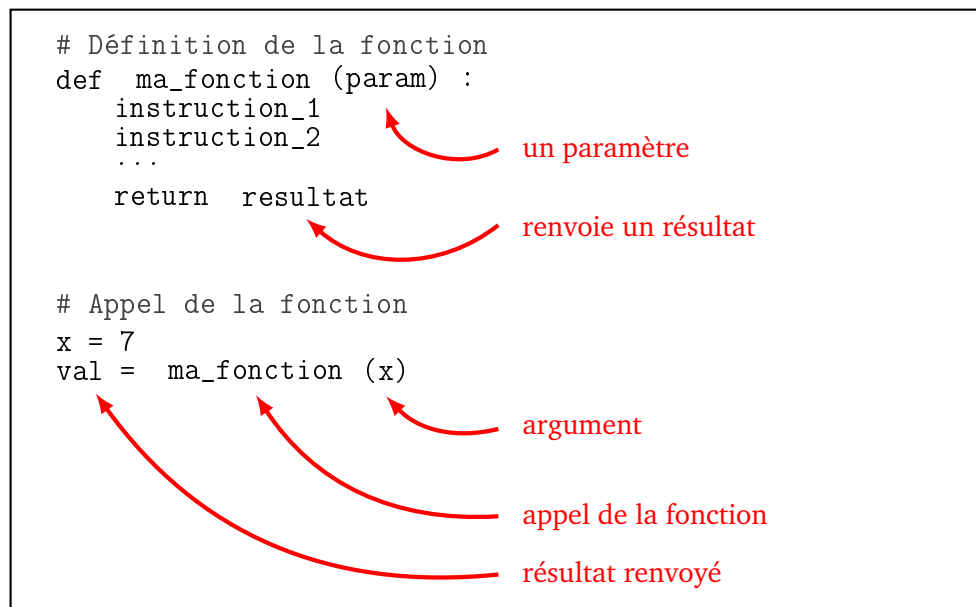 # Définition de la fonction
def ma_fonction (param) :
instruction_1
instruction_2
...
un paramètre
return resultat
renvoie un résultat
# Appel de la fonction
x = 7
val = ma_fonction (x)
argument
appel de la fonction
résultat renvoyé